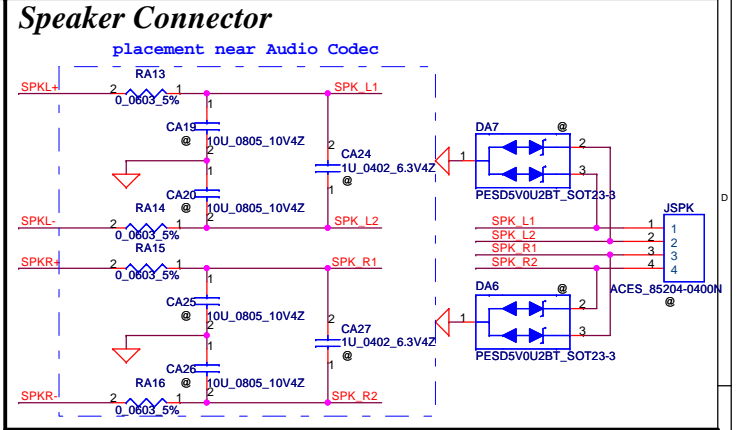 Speaker Connector
placement near Audio Codec
RA13
SPKL+ 2 1 SPK_L1
0_0603_5%
1
CA19
@ 10U_0805_10V4Z
2
2
CA24
1U_0402_6.3V4Z
@
1
1
CA20
@ 10U_0805_10V4Z
2
RA14
SPKL- 2 1 SPK_L2
0_0603_5%
RA15
SPKR+ 2 1 SPK_R1
0_0603_5%
1
CA25
@ 10U_0805_10V4Z
2
2
CA27
1U_0402_6.3V4Z
@
1
1
CA26
@ 10U_0805_10V4Z
2
RA16
SPKR- 2 1 SPK_R2
0_0603_5%
DA7 @
1 2
3
PESD5V0U2BT_SOT23-3
JSPK
SPK_L1 1 1
SPK_L2 2 2
SPK_R1 3 3
SPK_R2 4 4
ACES_85204-0400N
@
DA6 @
1 2
3
PESD5V0U2BT_SOT23-3
D